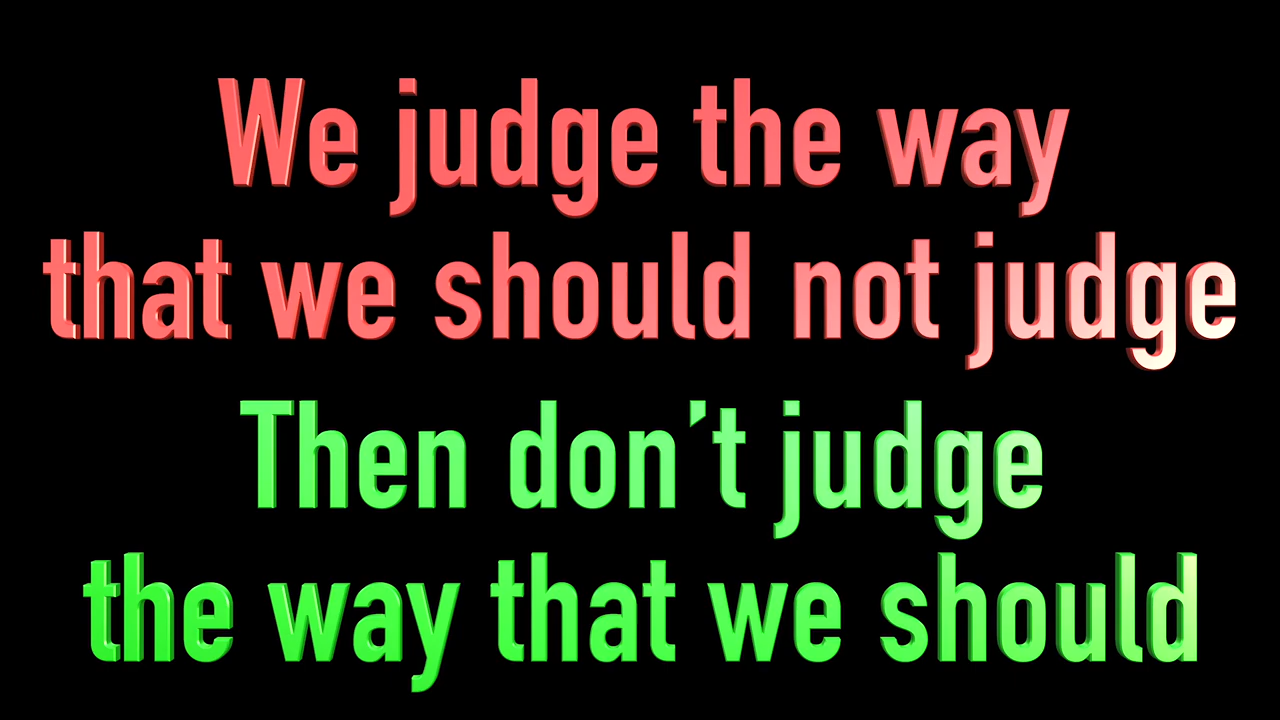 We judge the way
that we should not judge
Then don't judge
the way that we should